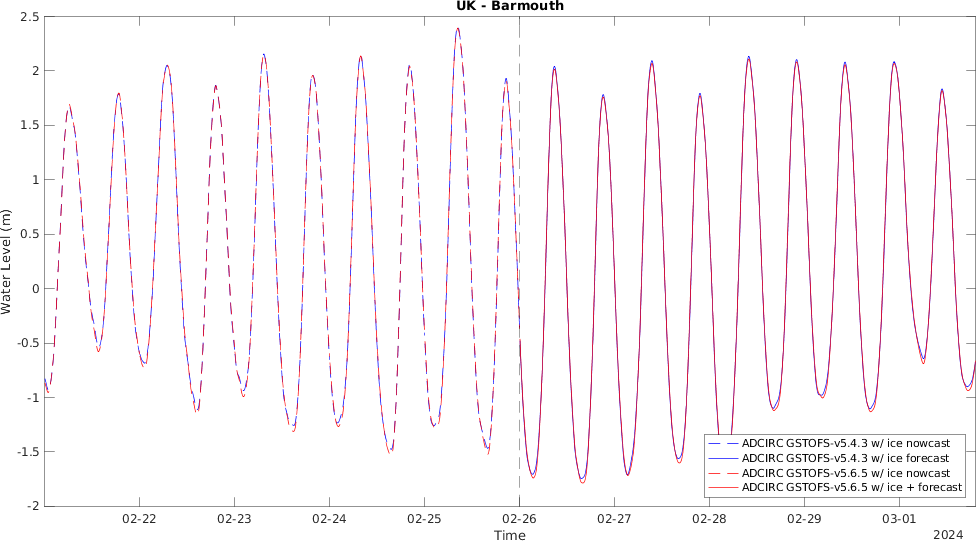 UK - Barmouth
2.5
2
1.5
1
0.5
0
-0.5
-1
-1.5
-2
Water Level (m)
ADCIRC GSTOFS-v5.4.3 w/ ice nowcast
ADCIRC GSTOFS-v5.4.3 w/ ice forecast
ADCIRC GSTOFS-v5.6.5 w/ ice nowcast
ADCIRC GSTOFS-v5.6.5 w/ ice + forecast
02-22 02-23 02-24 02-25 02-26 02-27 02-28 02-29 03-01
Time
2024